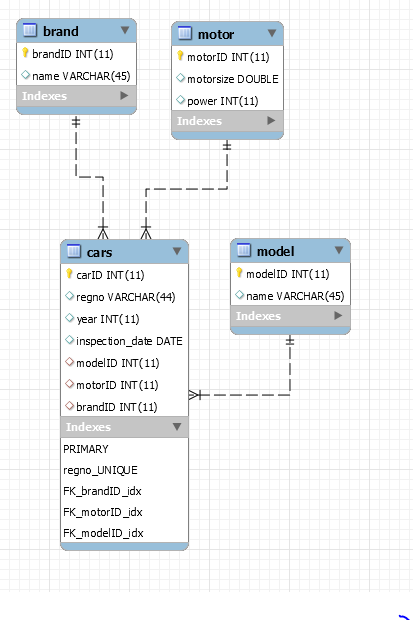 brand
brandID INT(11)
name VARCHAR(45)
Indexes
motor
motorID INT(11)
motorsize DOUBLE
power INT(11)
Indexes
cars
carID INT(11)
regno VARCHAR(44)
year INT(11)
inspection_date DATE
modelID INT(11)
motorID INT(11)
brandID INT(11)
Indexes
PRIMARY
regno_UNIQUE
FK_brandID_idx
FK_motorID_idx
FK_modelID_idx
model
modelID INT(11)
name VARCHAR(45)
Indexes